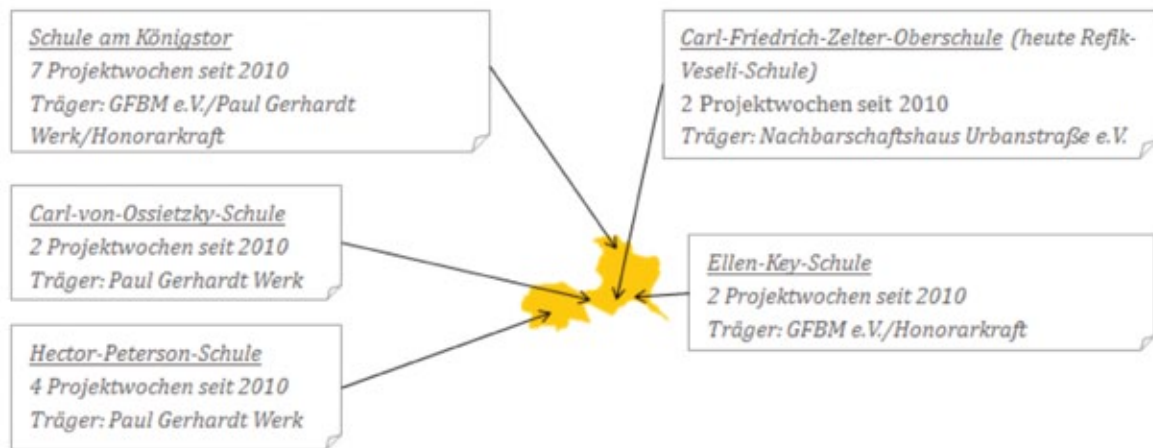 Schule am Königstor
7 Projektwochen seit 2010
Träger: GFBM e.V./Paul Gerhardt
Werk/Honorarkraft
Carl-Friedrich-Zelter-Oberschule (heute Refik-
Veseli-Schule)
2 Projektwochen seit 2010
Träger: Nachbarschaftshaus Urbanstraße e.V.
Carl-von-Ossietzky-Schule
2 Projektwochen seit 2010
Träger: Paul Gerhardt Werk
Ellen-Key-Schule
2 Projektwochen seit 2010
Träger: GFBM e.V./Honorarkraft
Hector-Peterson-Schule
4 Projektwochen seit 2010
Träger: Paul Gerhardt Werk